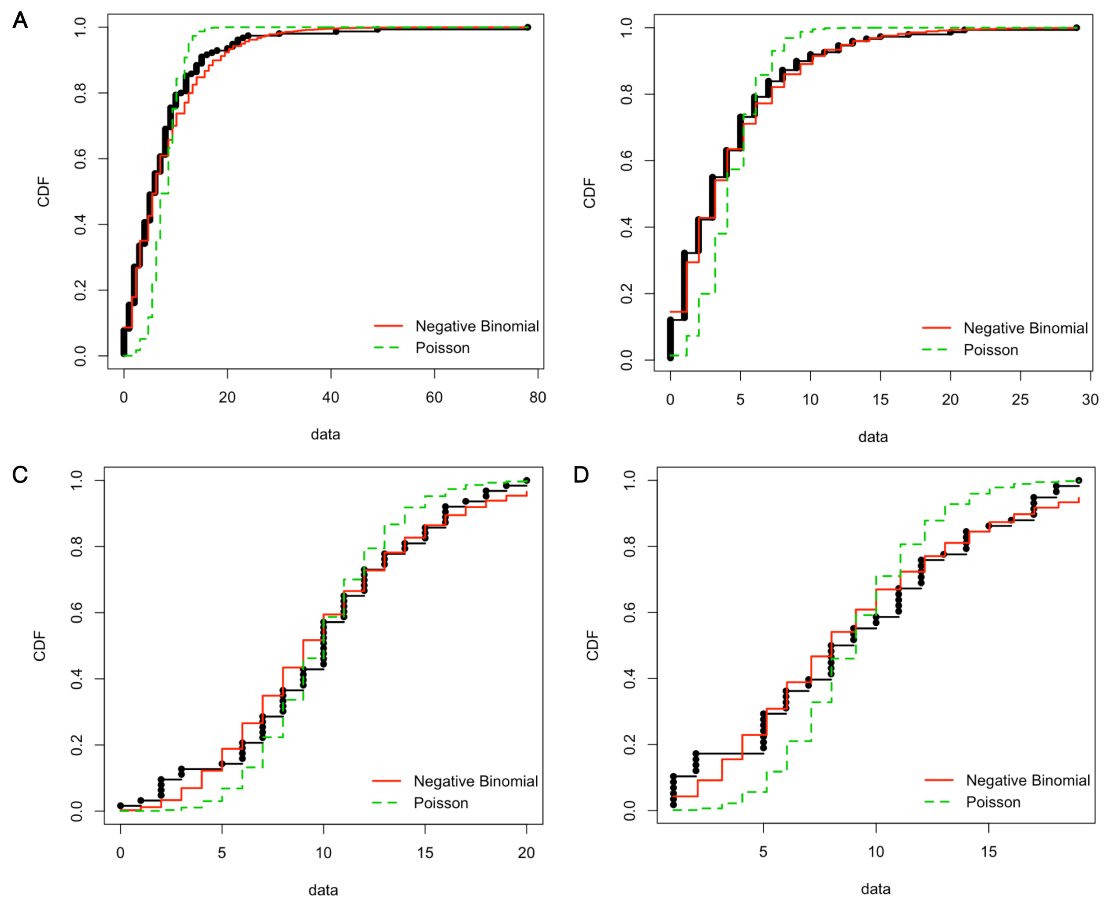 A
CDF
0.0 0.2 0.4 0.6 0.8 1.0
Negative Binomial
Poisson
0 20 40 60 80
data
CDF
0.0 0.2 0.4 0.6 0.8 1.0
Negative Binomial
Poisson
0 5 10 15 20 25 30
data
C
CDF
0.0 0.2 0.4 0.6 0.8 1.0
Negative Binomial
Poisson
0 5 10 15 20
data
D
CDF
0.0 0.2 0.4 0.6 0.8 1.0
Negative Binomial
Poisson
5 10 15
data